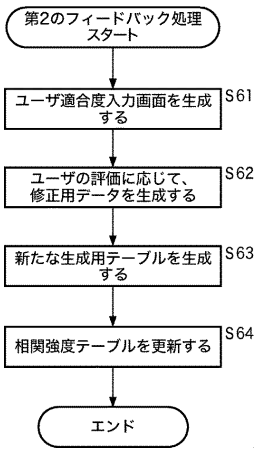 第2のフィードバック処理
スタート
S61
ユーザ適合度入力画面を生成
する
S62
ユーザの評価に応じて、
修正用データを生成する
S63
新たな生成用テーブルを生成
する
S64
相関強度テーブルを更新する
エンド